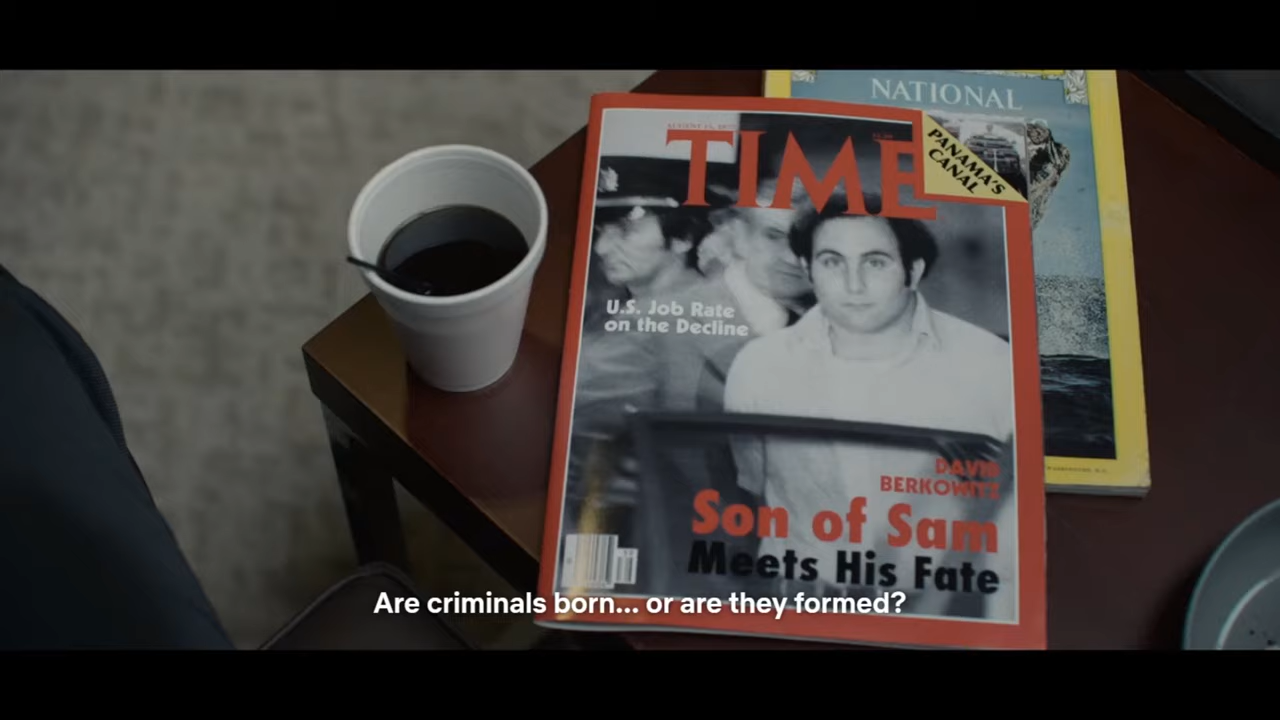 NATIONAL
AUGUST
TIME
PANAMA'S
CANAL
U.S. Job Rate
on the Decline
DAVID
BERKOWITZ
Son of Sam
Meets His Fate
Are criminals born... or are they formed?